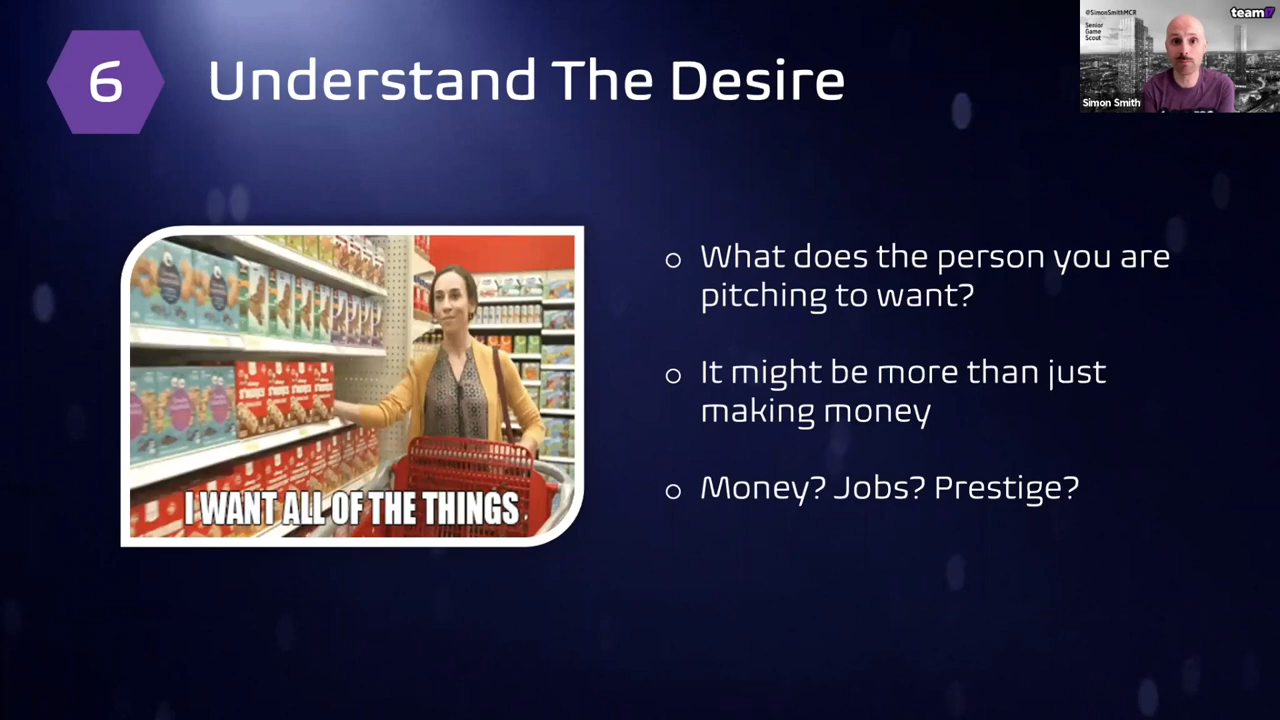 6
Understand The Desire
@SimonSmithMCR
Senior
Game
Scout
team17
Simon Smith
I WANT ALL OF THE THINGS
What does the person you are
pitching to want?
It might be more than just
making money
Money? Jobs? Prestige?